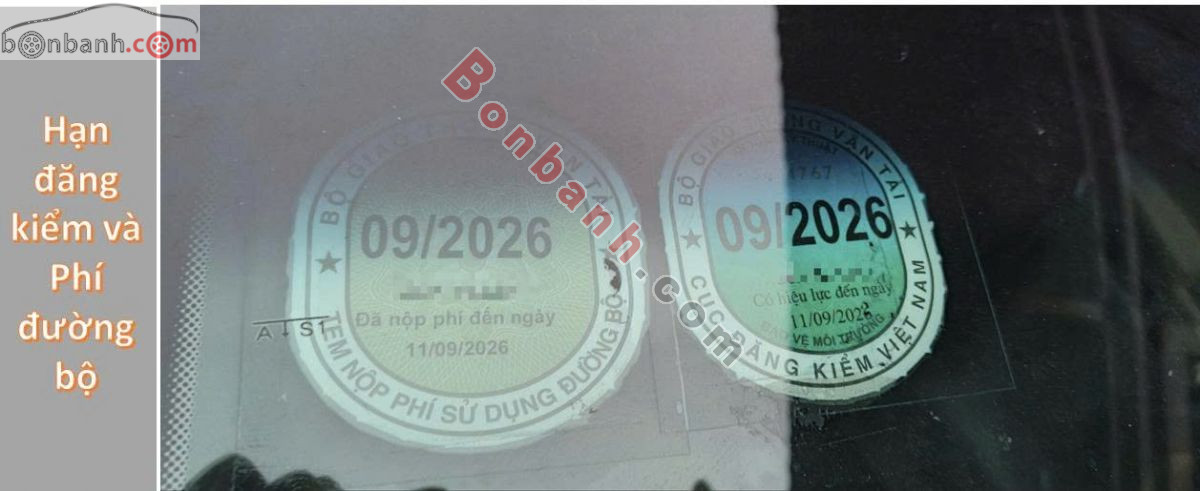 bonbanh.com
Hạn
đăng
kiểm và
Phí
đường
bộ
Bonbanh.com
BỘ GIAO
TẢI
09/2026
Đã nộp phí đến ngày
11/09/2026
TEM NỘP PHÍ SỬ DỤNG ĐƯỜNG BỘ
A ↓ S1
BỘ GIAO THÔNG VẬN TẢI
09/2026
Có hiệu lực đến ngày
11/09/2026
BẢO VỆ MÔI TRƯỜNG
CỤC ĐĂNG KIỂM VIỆT NAM